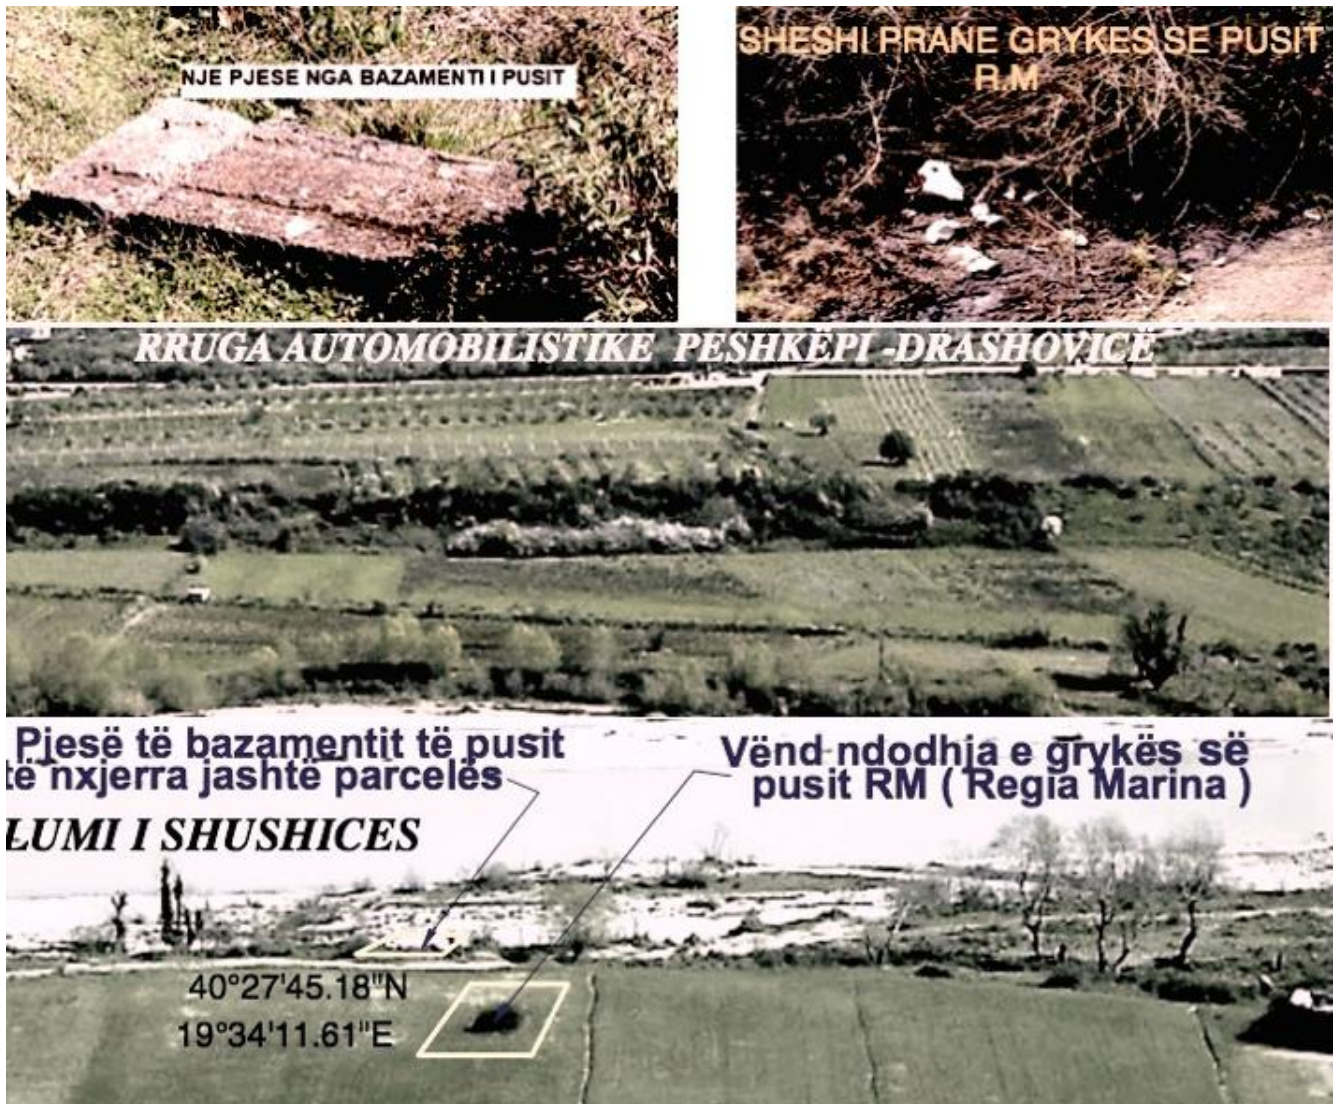 NJE PJESE NGA BAZAMENTI I PUSIT
SHESHI PRANE GRYKES SE PUSIT
R.M
RRUGA AUTOMOBILISTIKE PESHKËPI -DRASHOVICË
Pjesë të bazamentit të pusit
të nxjerra jashtë parcelës
Vënd ndodhja e grykës së
pusit RM ( Regia Marina )
LUMI I SHUSHICES
40°27'45.18"N
19°34'11.61"E